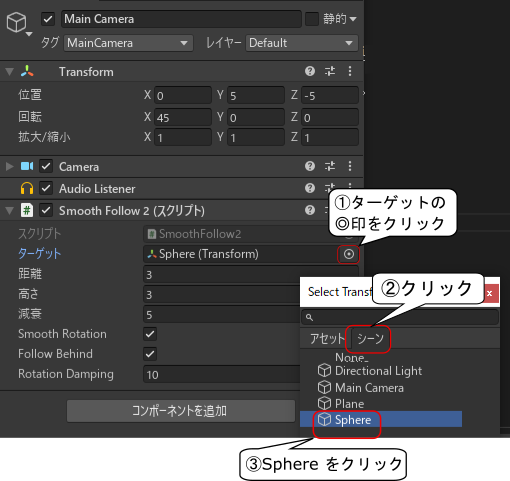 Main Camera 静的
タグ MainCamera レイヤー Default
Transform
位置 X 0 Y 5 Z -5
回転 X 45 Y 0 Z 0
拡大/縮小 X 1 Y 1 Z 1
Camera
Audio Listener
Smooth Follow 2 (スクリプト)
スクリプト SmoothFollow2
ターゲット Sphere (Transform)
距離 3
高さ 3
減衰 5
Smooth Rotation
Follow Behind
Rotation Damping 10
コンポーネントを追加
①ターゲットの
◎印をクリック
Select Transf
②クリック
x
アセット シーン
None
Directional Light
Main Camera
Plane
Sphere
③Sphere をクリック